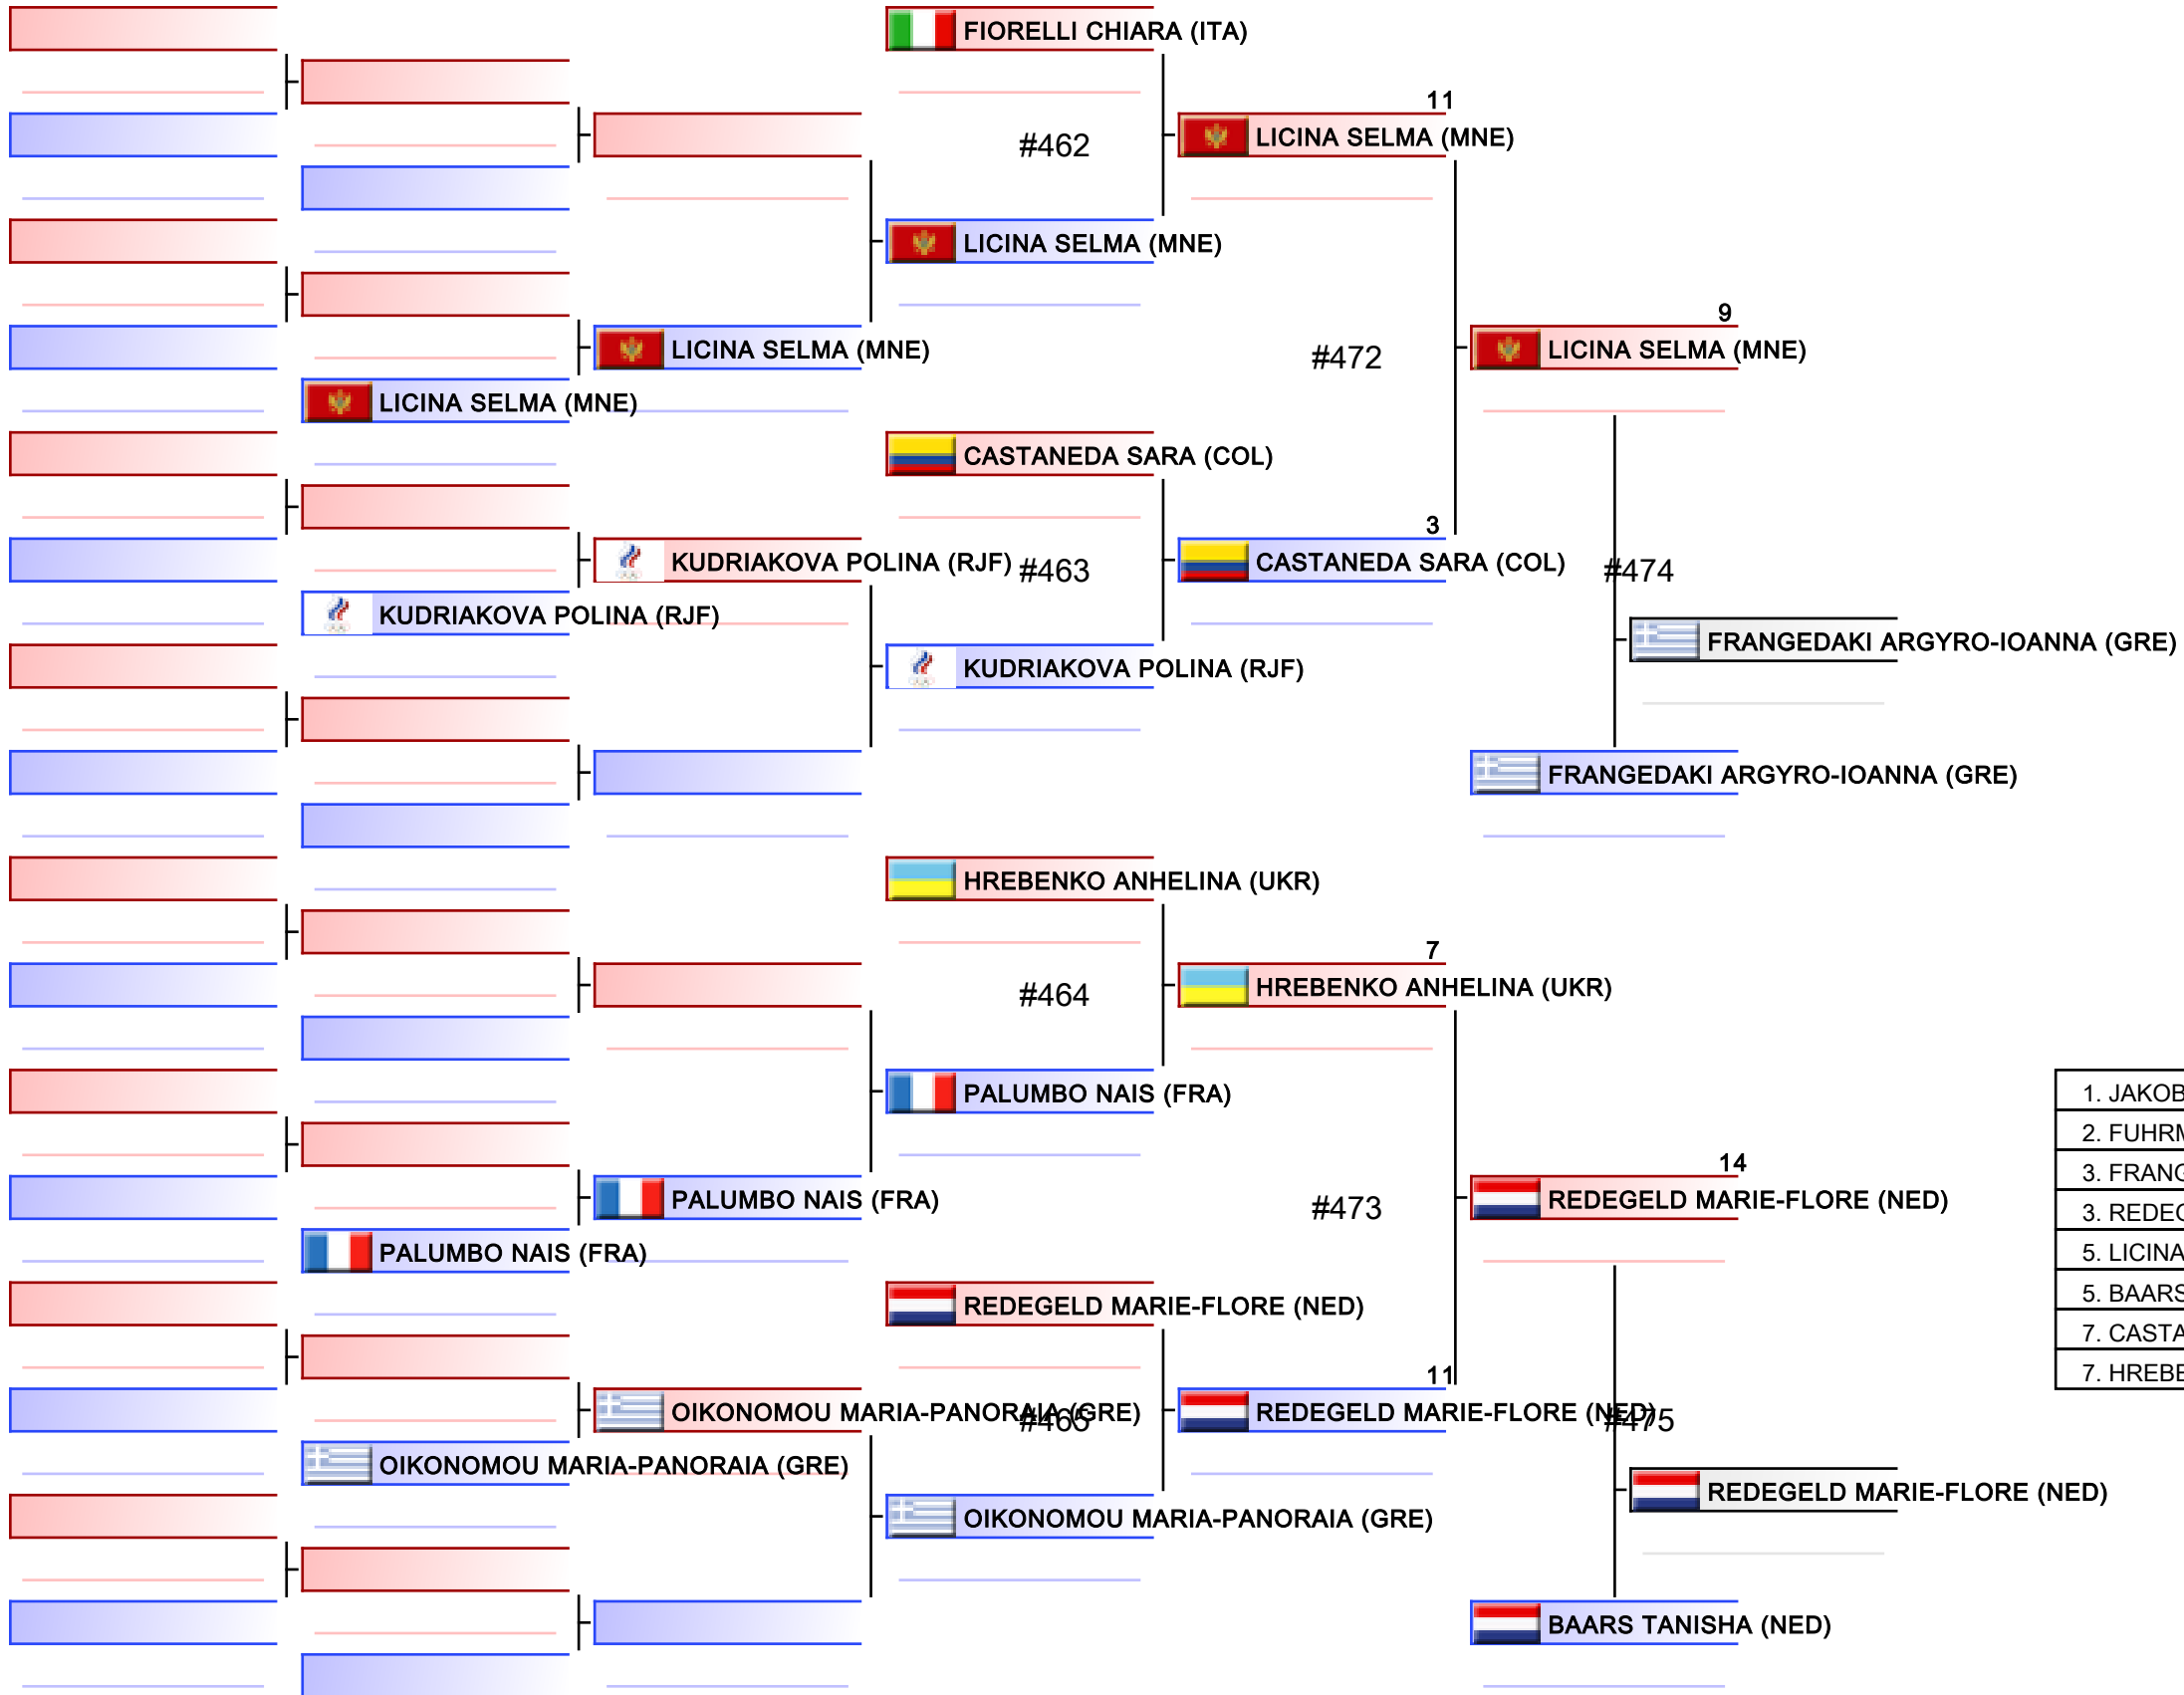 FIORELLI CHIARA (ITA)
11
#462
LICINA SELMA (MNE)
LICINA SELMA (MNE)
9
LICINA SELMA (MNE)
#472
LICINA SELMA (MNE)
LICINA SELMA (MNE)
CASTANEDA SARA (COL)
3
KUDRIAKOVA POLINA (RJF)
#463
CASTANEDA SARA (COL)
#474
KUDRIAKOVA POLINA (RJF)
FRANGEDAKI ARGYRO-IOANNA (GRE)
KUDRIAKOVA POLINA (RJF)
FRANGEDAKI ARGYRO-IOANNA (GRE)
HREBENKO ANHELINA (UKR)
7
#464
HREBENKO ANHELINA (UKR)
PALUMBO NAIS (FRA)
1. JAKOB
2. FUHRM
14
3. FRANG
PALUMBO NAIS (FRA)
#473
REDEGELD MARIE-FLORE (NED)
3. REDEG
PALUMBO NAIS (FRA)
5. LICINA
5. BAARS
REDEGELD MARIE-FLORE (NED)
7. CASTA
11
7. HREBE
OIKONOMOU MARIA-PANORAIA (GRE)
#465
REDEGELD MARIE-FLORE (NED)
#475
OIKONOMOU MARIA-PANORAIA (GRE)
REDEGELD MARIE-FLORE (NED)
OIKONOMOU MARIA-PANORAIA (GRE)
BAARS TANISHA (NED)